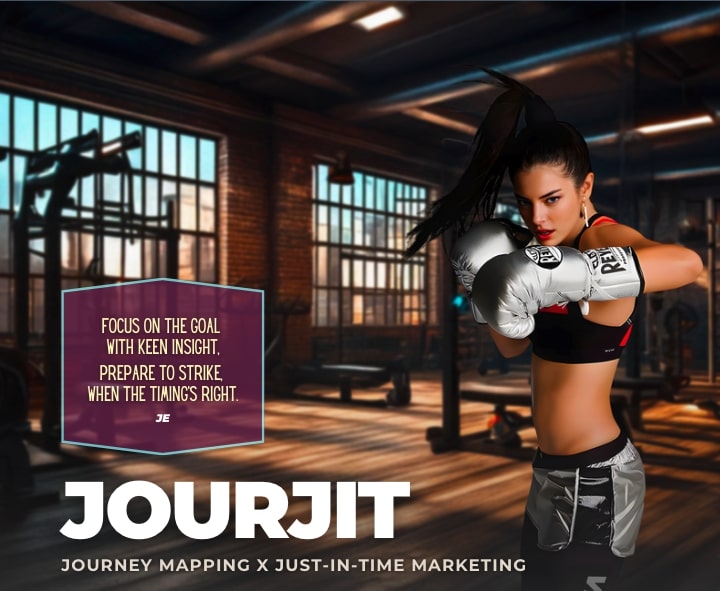 FOCUS ON THE GOAL
WITH KEEN INSIGHT,
PREPARE TO STRIKE,
WHEN THE TIMING'S RIGHT.
JE
JOURJIT
JOURNEY MAPPING X JUST-IN-TIME MARKETING